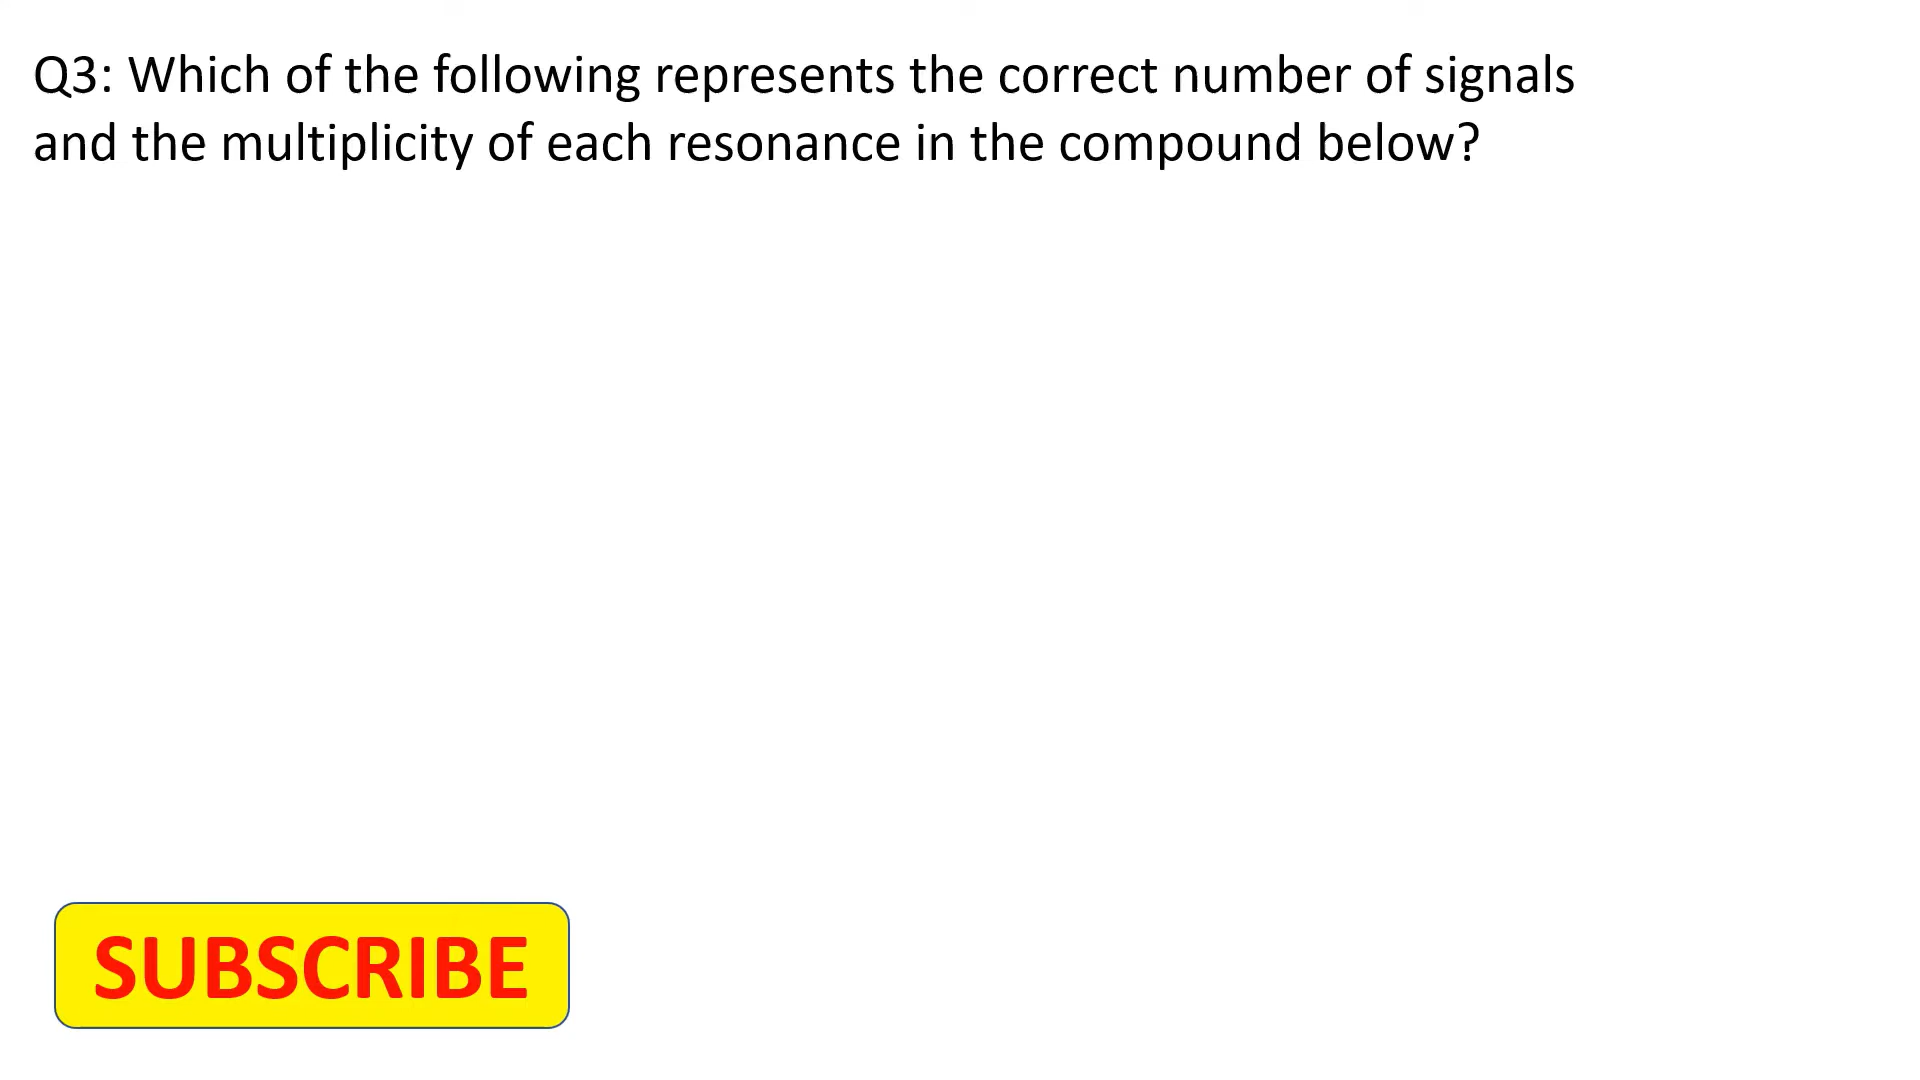 Q3: Which of the following represents the correct number of signals
and the multiplicity of each resonance in the compound below?
SUBSCRIBE